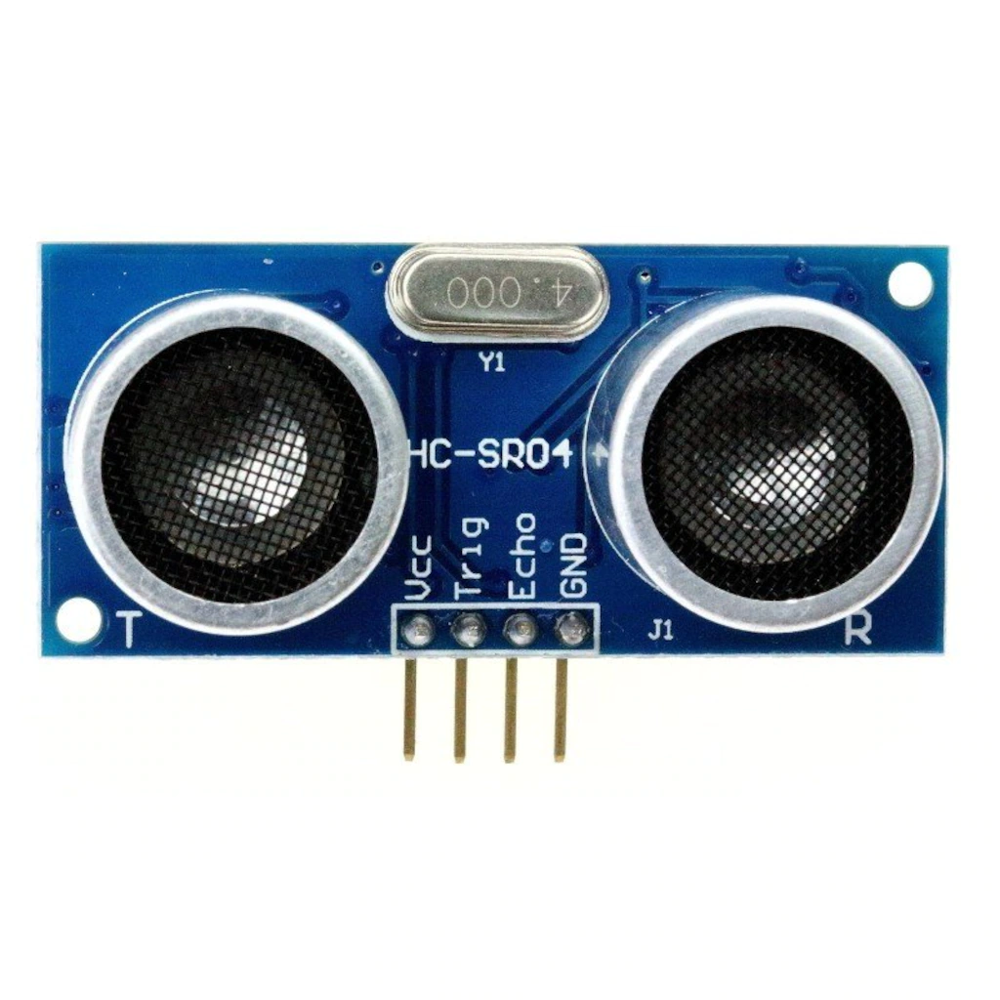 4.000
Y1
HC-SR04
Vcc
Trig
Echo
GND
T
J1
R